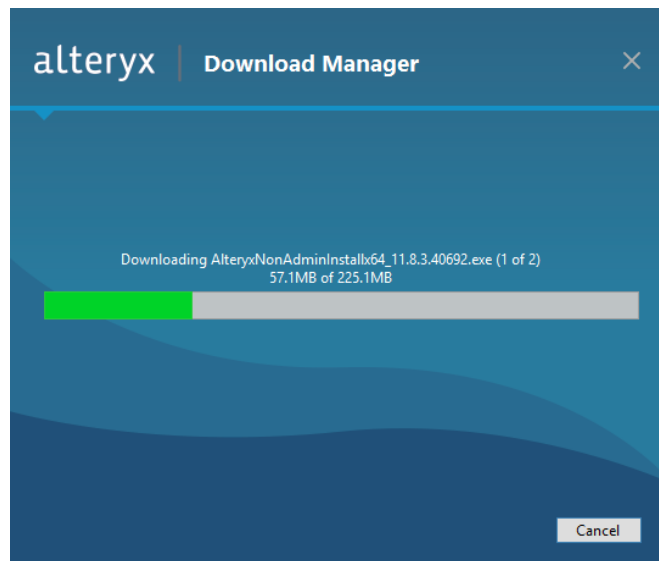 alteryx | Download Manager
Downloading AlteryxNonAdminInstallx64_11.8.3.40692.exe (1 of 2)
57.1MB of 225.1MB
Cancel